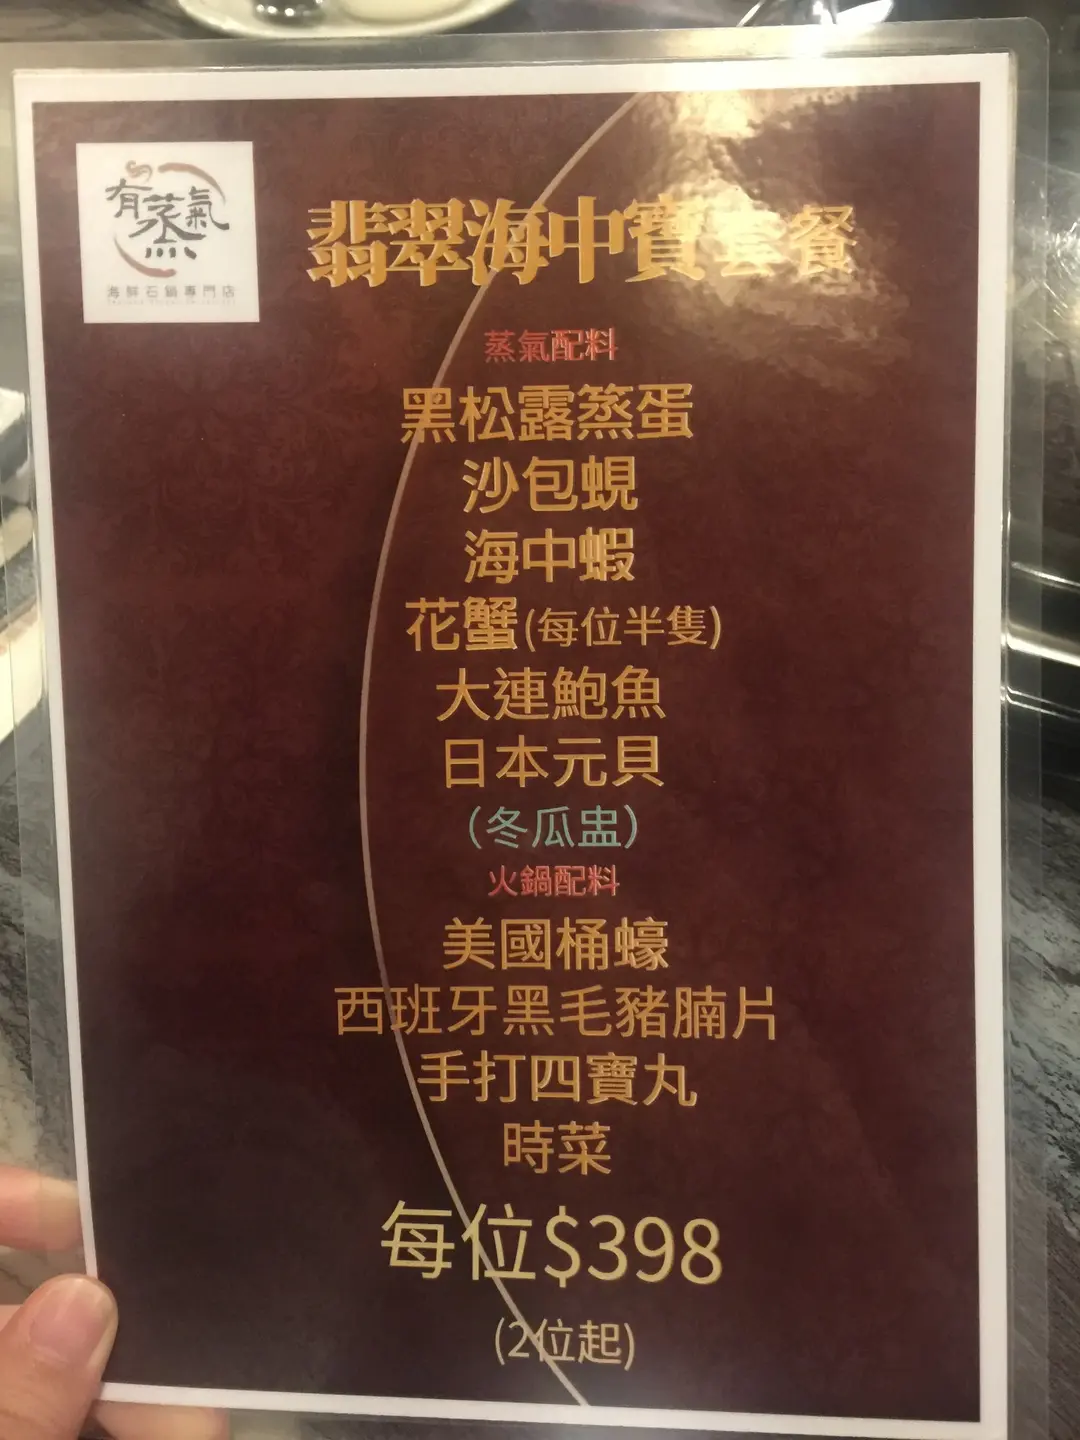 有蒸氣
海鮮石鍋專門店
翡翠海中寶套餐
蒸氣配料
黑松露蒸蛋
沙包蜆
海中蝦
花蟹(每位半隻)
大連鮑魚
日本元貝
(冬瓜盅)
火鍋配料
美國桶蠔
西班牙黑毛豬腩片
手打四寶丸
時菜
每位$398
(2位起)